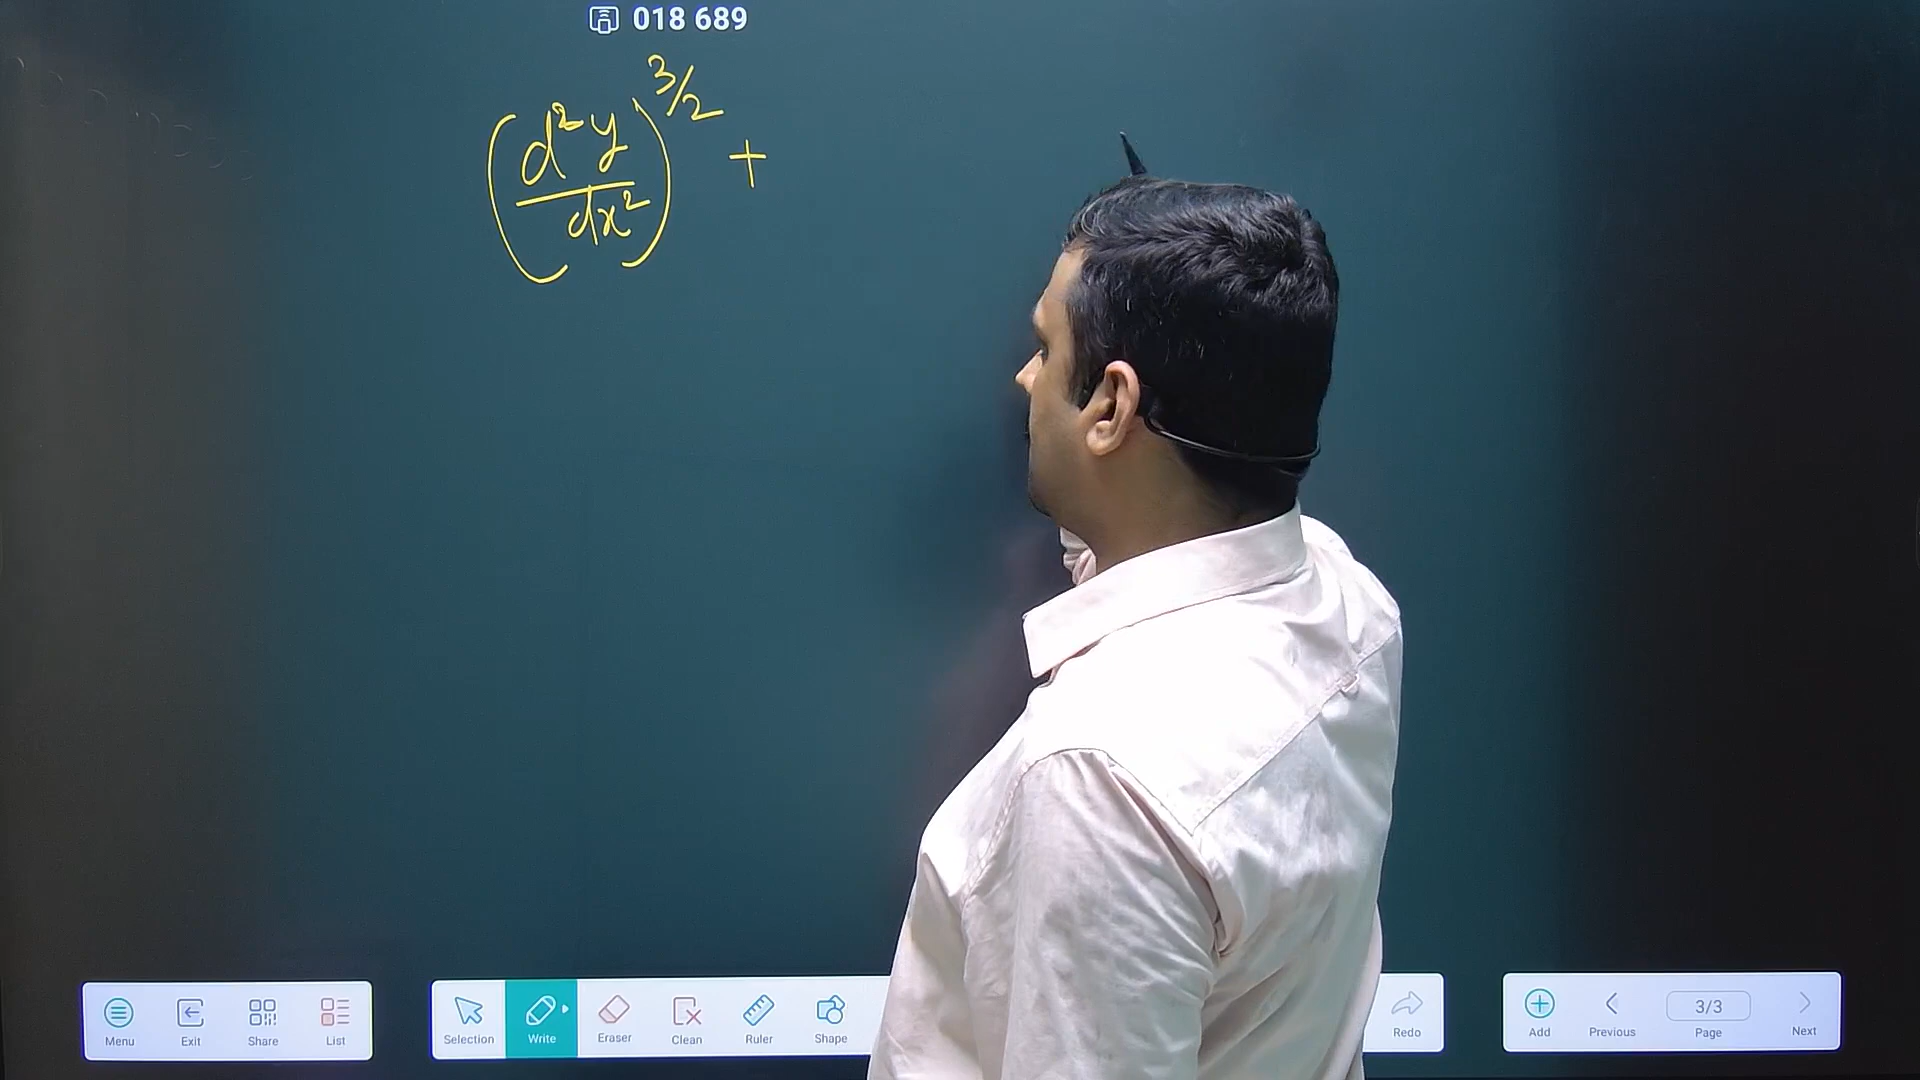 018 689
(d²y/dx²)^3/2 +
Menu Exit Share List
Selection Write Eraser Clean Ruler Shape
Redo
Add Previous 3/3 Page Next